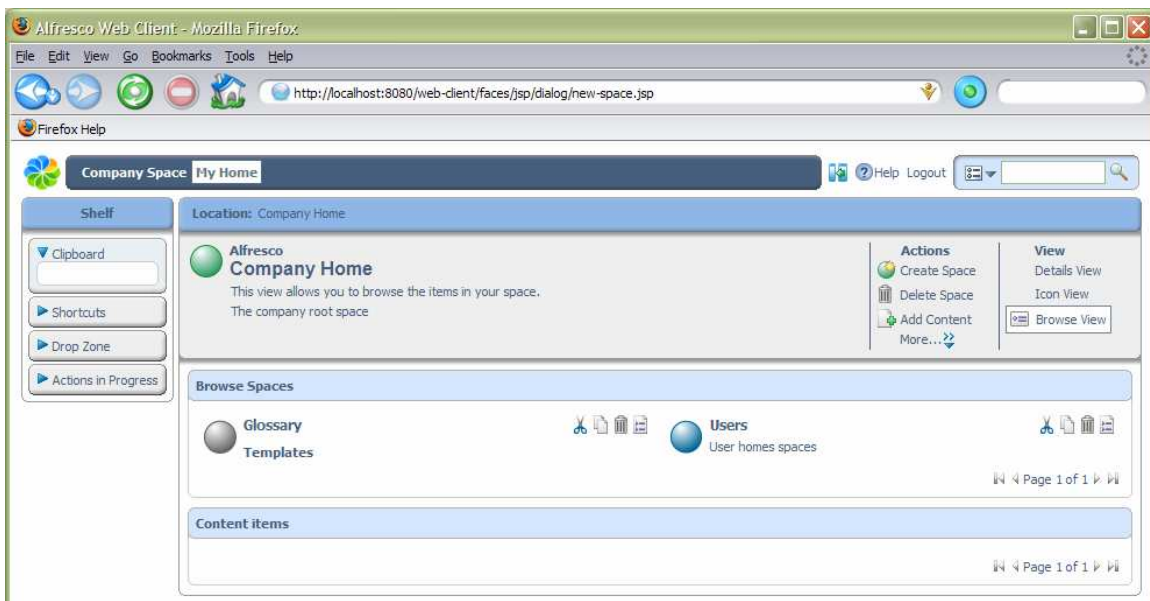 Alfresco Web Client - Mozilla Firefox
File Edit View Go Bookmarks Tools Help
http://localhost:8080/web-client/faces/jsp/dialog/new-space.jsp
Firefox Help
Company Space My Home
Help Logout
Shelf
Clipboard
Shortcuts
Drop Zone
Actions in Progress
Location: Company Home
Alfresco
Company Home
This view allows you to browse the items in your space.
The company root space
Actions
Create Space
Delete Space
Add Content
More...
View
Details View
Icon View
Browse View
Browse Spaces
Glossary
Templates
Users
User homes spaces
Page 1 of 1
Content items
Page 1 of 1